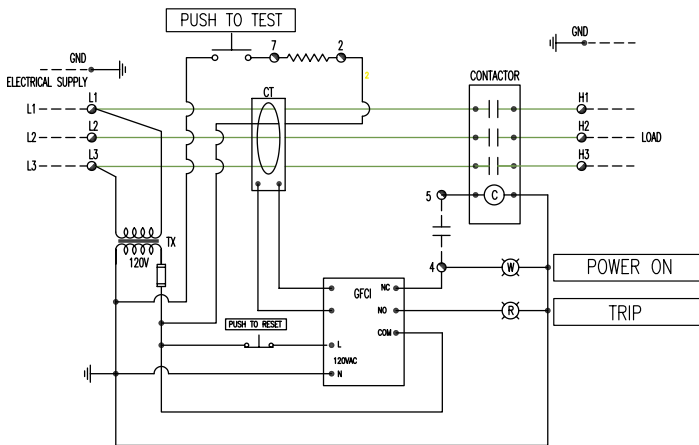 PUSH TO TEST
7
2
2
GND
GND
ELECTRICAL SUPPLY
CT
CONTACTOR
L1
L1
H1
L2
L2
H2
LOAD
L3
L3
H3
5
C
TX
120V
4
W
POWER ON
GFCI
NC
NO
R
TRIP
PUSH TO RESET
COM
L
120VAC
N